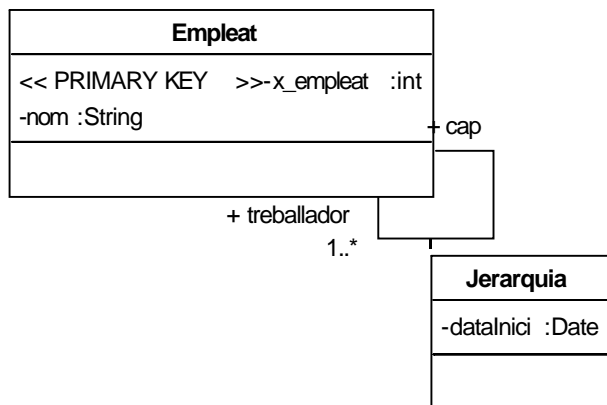 Empleat
<< PRIMARY KEY >>-x_empleat :int
-nom :String
+ cap
+ treballador
1..*
Jerarquia
-dataInici :Date